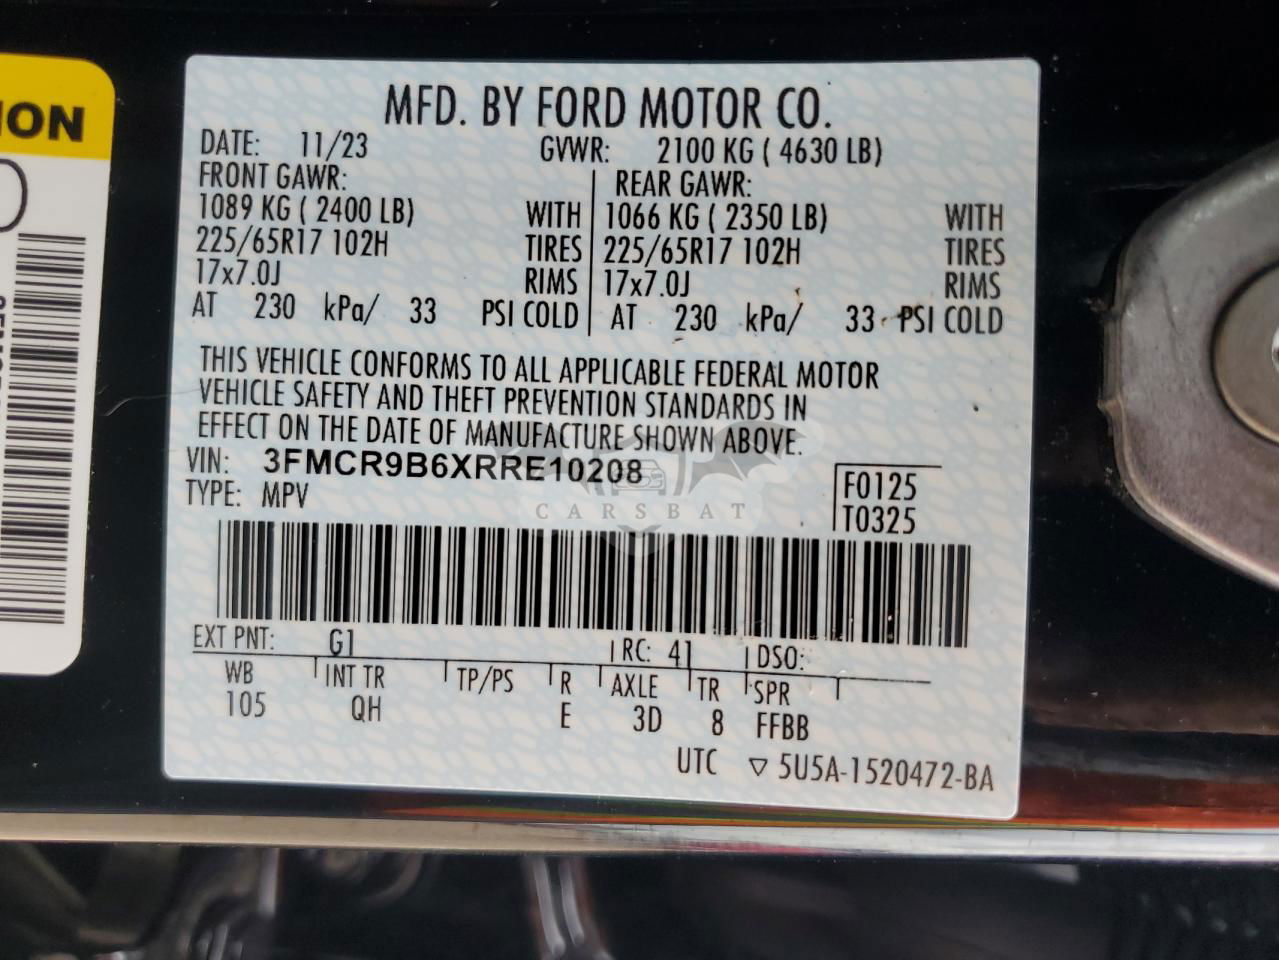 ION
MFD. BY FORD MOTOR CO.
DATE: 11/23 GVWR: 2100 KG ( 4630 LB)
FRONT GAWR: REAR GAWR:
1089 KG ( 2400 LB) WITH 1066 KG ( 2350 LB) WITH
225/65R17 102H TIRES 225/65R17 102H TIRES
17x7.0J RIMS 17x7.0J RIMS
AT 230 kPa/ 33 PSI COLD AT 230 kPa/ 33 PSI COLD
THIS VEHICLE CONFORMS TO ALL APPLICABLE FEDERAL MOTOR
VEHICLE SAFETY AND THEFT PREVENTION STANDARDS IN
EFFECT ON THE DATE OF MANUFACTURE SHOWN ABOVE.
VIN: 3FMCR9B6XRRE10208
TYPE: MPV
F0125
T0325
CARSBAT
EXT PNT: G1 RC: 41 DSO:
WB INT TR TP/PS R AXLE TR SPR
105 QH E 3D 8 FFBB
UTC ▽ 5U5A-1520472-BA